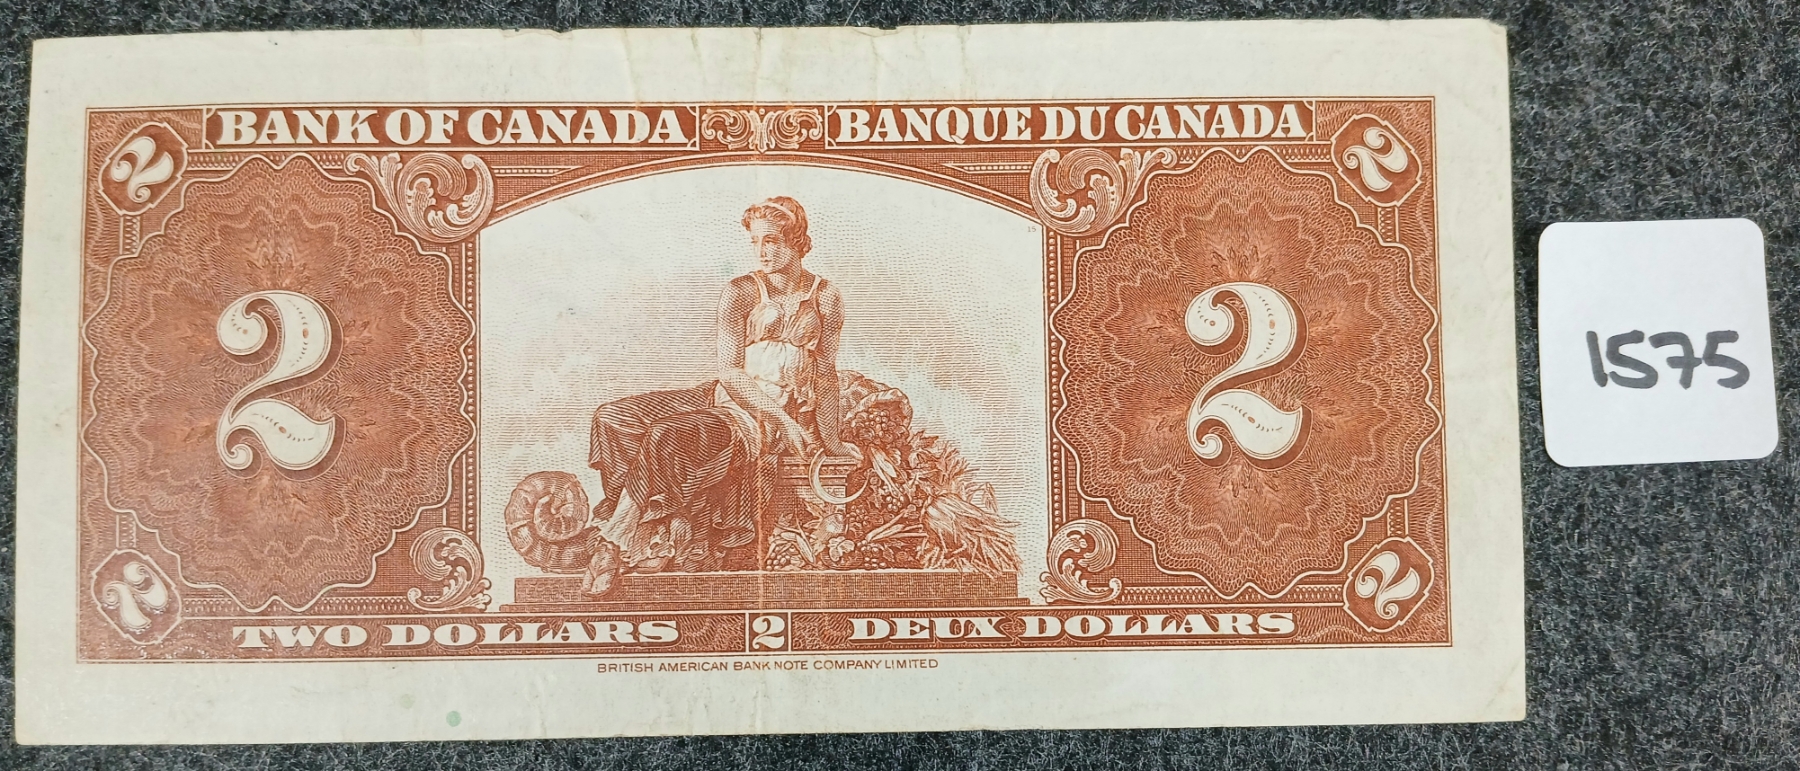 BANK OF CANADA BANQUE DU CANADA
2 2
15
2 2
1575
2 2
TWO DOLLARS 2 DEUX DOLLARS
BRITISH AMERICAN BANK NOTE COMPANY LIMITED